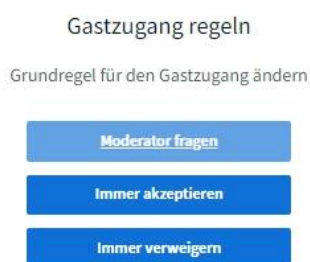 Gastzugang regeln
Grundregel für den Gastzugang ändern
Moderator fragen
Immer akzeptieren
Immer verweigern